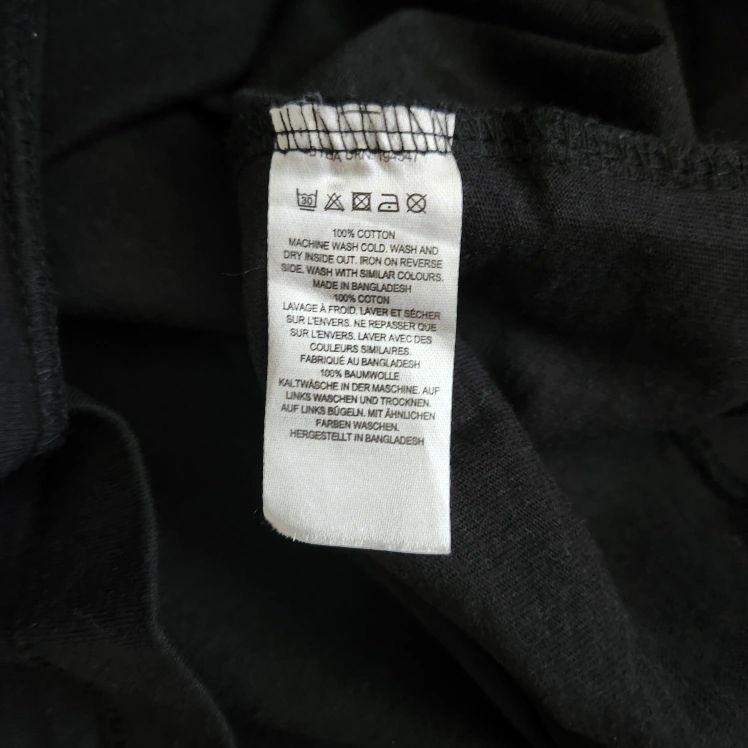 194547
30
100% COTTON
MACHINE WASH COLD. WASH AND
DRY INSIDE OUT. IRON ON REVERSE
SIDE. WASH WITH SIMILAR COLOURS.
MADE IN BANGLADESH
100% COTON
LAVAGE À FROID. LAVER ET SÉCHER
SUR L'ENVERS. NE REPASSER QUE
SUR L'ENVERS. LAVER AVEC DES
COULEURS SIMILAIRES.
FABRIQUÉ AU BANGLADESH
100% BAUMWOLLE
KALTWÄSCHE IN DER MASCHINE. AUF
LINKS WASCHEN UND TROCKNEN.
AUF LINKS BÜGELN. MIT ÄHNLICHEN
FARBEN WASCHEN.
HERGESTELLT IN BANGLADESH